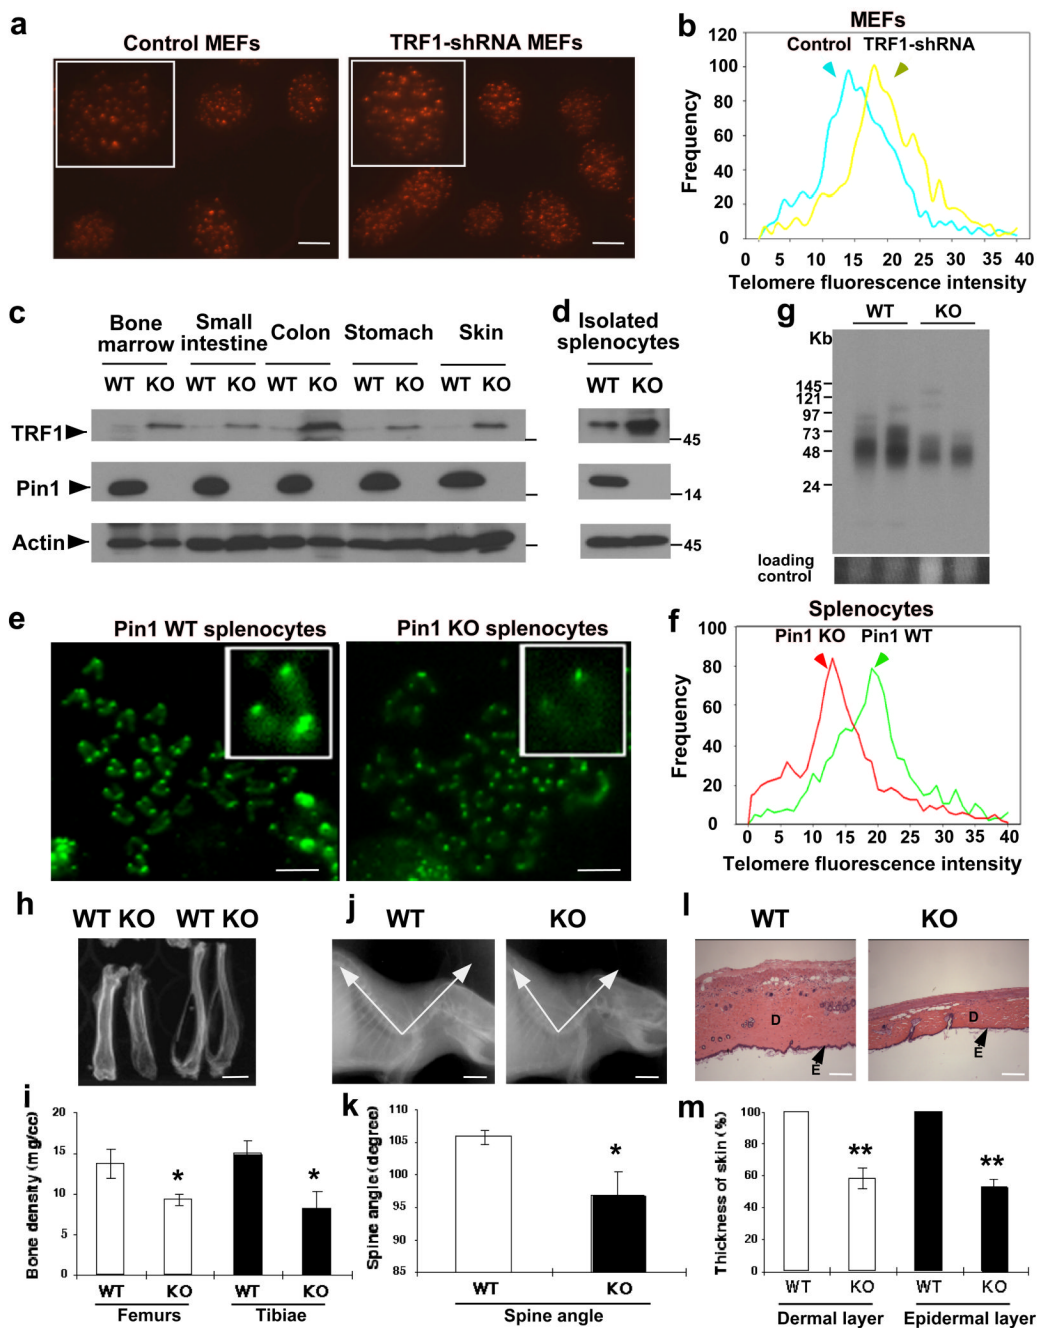 a
Control MEFs
TRF1-shRNA MEFs
b
MEFs
Control TRF1-shRNA
120
100
80
60
40
20
0
Frequency
0 5 10 15 20 25 30 35 40
Telomere fluorescence intensity
c
Bone marrow
Small intestine
Colon
Stomach
Skin
WT KO WT KO WT KO WT KO WT KO
TRF1
Pin1
Actin
d
Isolated splenocytes
WT KO
45
14
45
g
WT KO
Kb
145
121
97
73
48
24
loading control
e
Pin1 WT splenocytes
Pin1 KO splenocytes
f
Splenocytes
Pin1 KO Pin1 WT
100
80
60
40
20
0
Frequency
0 5 10 15 20 25 30 35 40
Telomere fluorescence intensity
h
WT KO WT KO
i
Bone density (mg/cc)
20
15
10
5
0
* *
WT KO WT KO
Femurs Tibiae
j
WT KO
k
Spine angle (degree)
110
105
100
95
90
85
*
WT KO
Spine angle
l
WT KO
D
E
D
E
m
Thickness of skin (%)
100
80
60
40
20
0
** **
WT KO WT KO
Dermal layer Epidermal layer